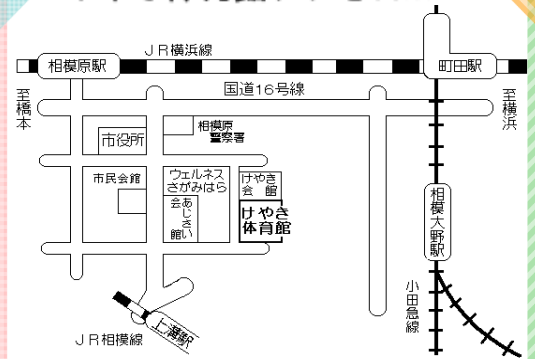 JR横浜線
相模原駅
町田駅
至橋本
国道16号線
至横浜
市役所
相模原
警察署
市民会館
ウェルネス
さがみはら
けやき
会館
あじさい
会館
けやき
体育館
相模大野駅
小田急線
上溝駅
JR相模線